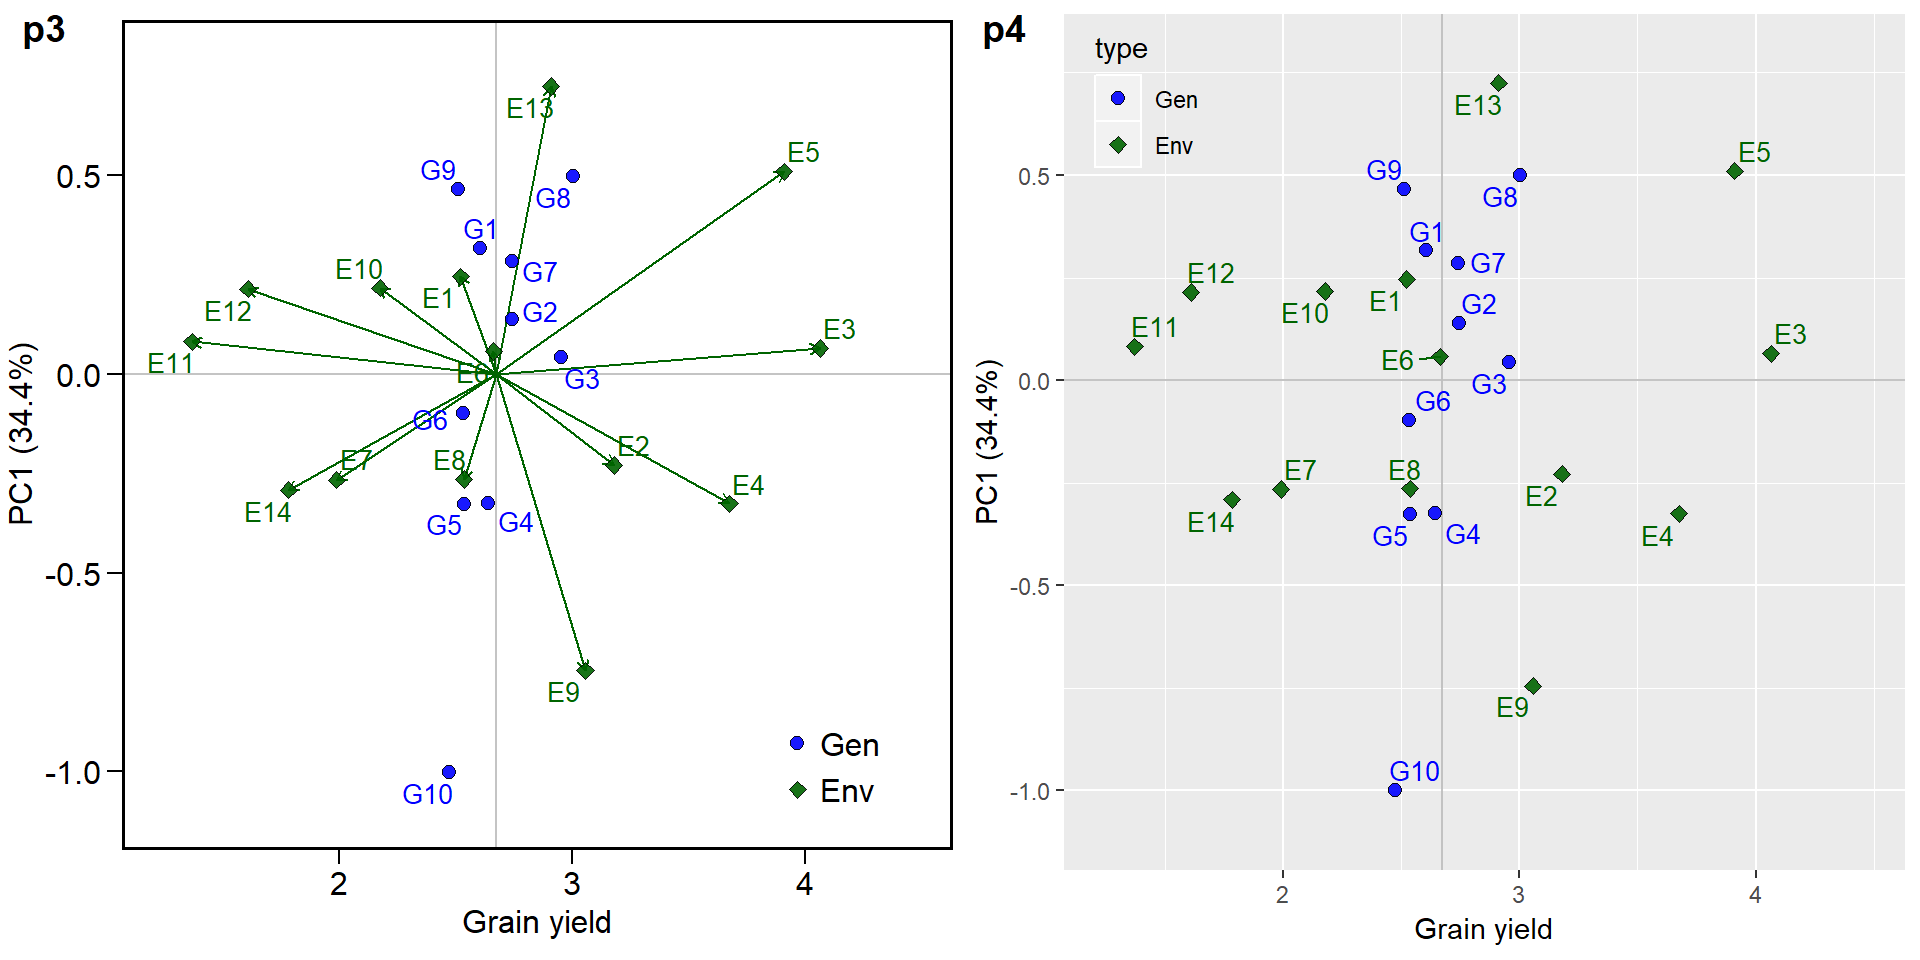 p3
E13
E5
G9
G8
G1
G7
E10
E1
E12
G2
E3
E11
E6
G3
G6
E2
E7
E8
E4
E14
G5
G4
E9
G10
Gen
Env
0.5
0.0
-0.5
-1.0
2
3
4
PC1 (34.4%)
Grain yield
p4
type
Gen
Env
E13
E5
G9
G8
G1
G7
E12
E10
E1
G2
E11
E3
E6
G3
G6
E7
E8
E2
E14
G5
G4
E4
E9
G10
0.5
0.0
-0.5
-1.0
2
3
4
PC1 (34.4%)
Grain yield